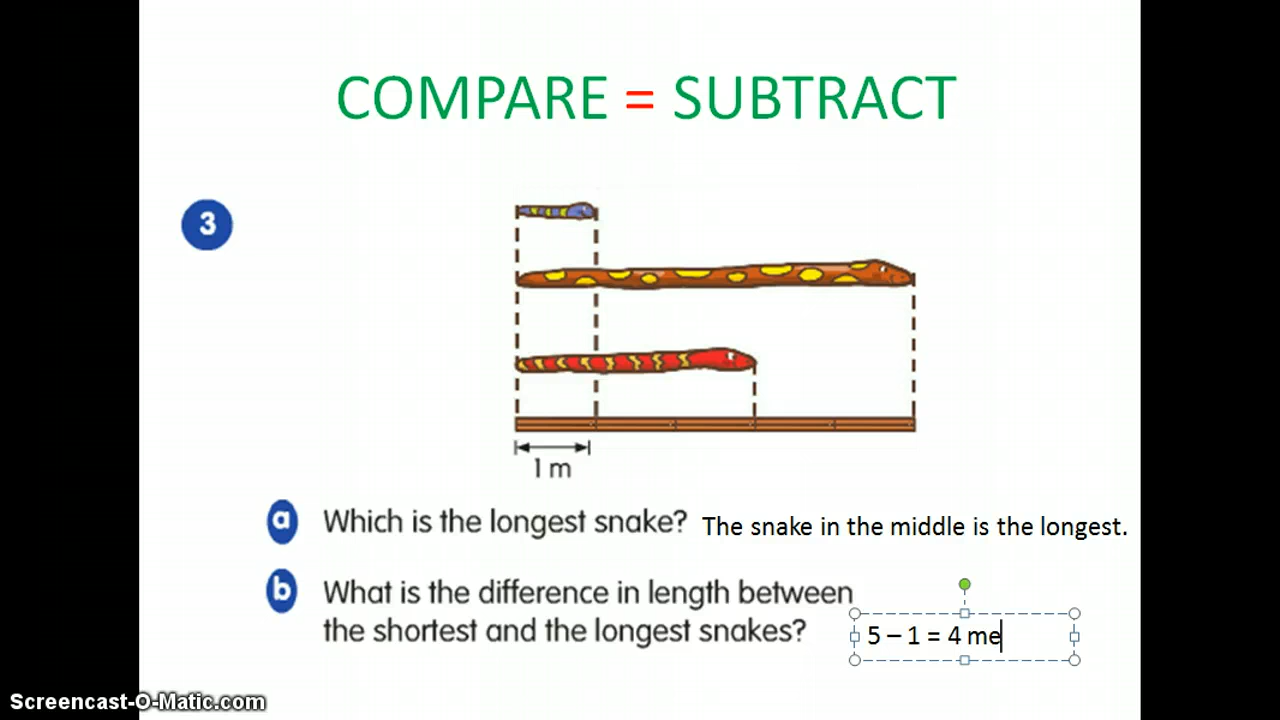 COMPARE = SUBTRACT
3
1 m
a Which is the longest snake? The snake in the middle is the longest.
b What is the difference in length between
the shortest and the longest snakes? 5 – 1 = 4 me
Screencast-O-Matic.com